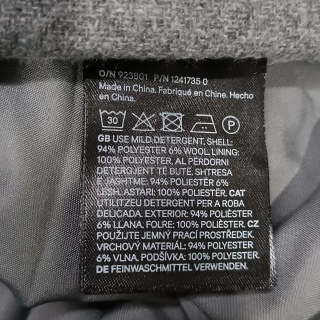 O/N 923801 P/N 1241735 0
Made in China. Fabriqué en Chine. Hecho
en China.
30 P
GB USE MILD DETERGENT, SHELL:
94% POLYESTER 6% WOOL LINING:
100% POLYESTER, AL PËRDORNI
DETERGJENT TË BUTË, SHTRESA
E JASHTME: 94% POLIESTËR 6%
LESH, ASTARI: 100% POLIESTËR. CAT
UTILITZEU DETERGENT PER A ROBA
DELICADA, EXTERIOR: 94% POLIÈSTER
6% LLANA, FOLRE: 100% POLIÈSTER. CZ
POUŽIJTE JEMNÝ PRACÍ PROSTŘEDEK.
VRCHOVÝ MATERIÁL: 94% POLYESTER
6% VLNA, PODŠÍVKA: 100% POLYESTER.
DE FEINWASCHMITTEL VERWENDEN.